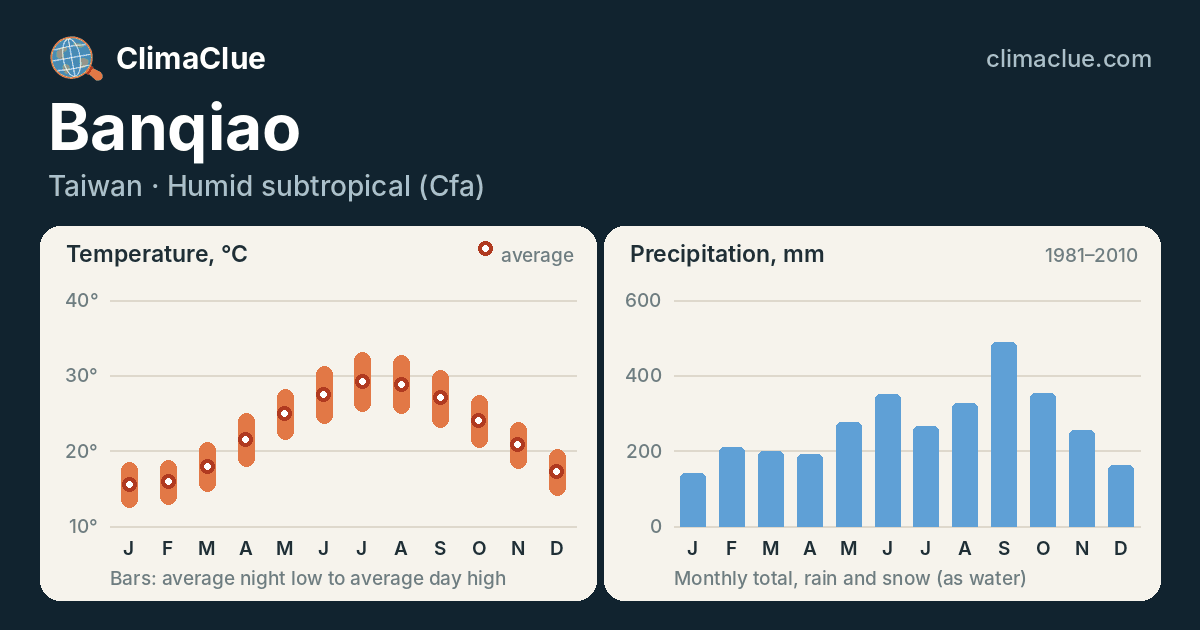 ClimaClue
climaclue.com
Banqiao
Taiwan · Humid subtropical (Cfa)
Temperature, °C
average
40°
30°
20°
10°
J F M A M J J A S O N D
Bars: average night low to average day high
Precipitation, mm
1981–2010
600
400
200
0
J F M A M J J A S O N D
Monthly total, rain and snow (as water)